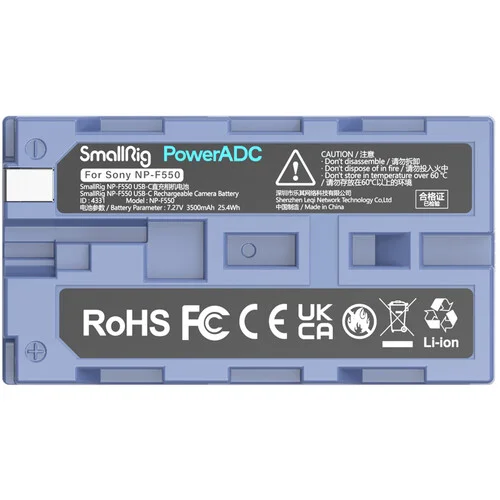 SmallRig PowerADC
For Sony NP-F550
SmallRig NP-F550 USB-C直充相机电池
SmallRig NP-F550 USB-C Rechargeable Camera Battery
ID : 4331 Model : NP-F550
电池参数 / Battery Parameter : 7.27V 3500mAh 25.4Wh
注意 / Attention :
- Don't disassemble / 请勿拆卸
- Don't dispose of in fire / 请勿投入火中
- Don't store in temperature over 60 ℃
/ 请勿存放在60℃以上的环境
深圳市乐其网络科技有限公司
Shenzhen Leqi Network Technology Co., Ltd.
中国制造 / Made in China
合格证
已检验
RoHS FC CE UK CA
Li-ion